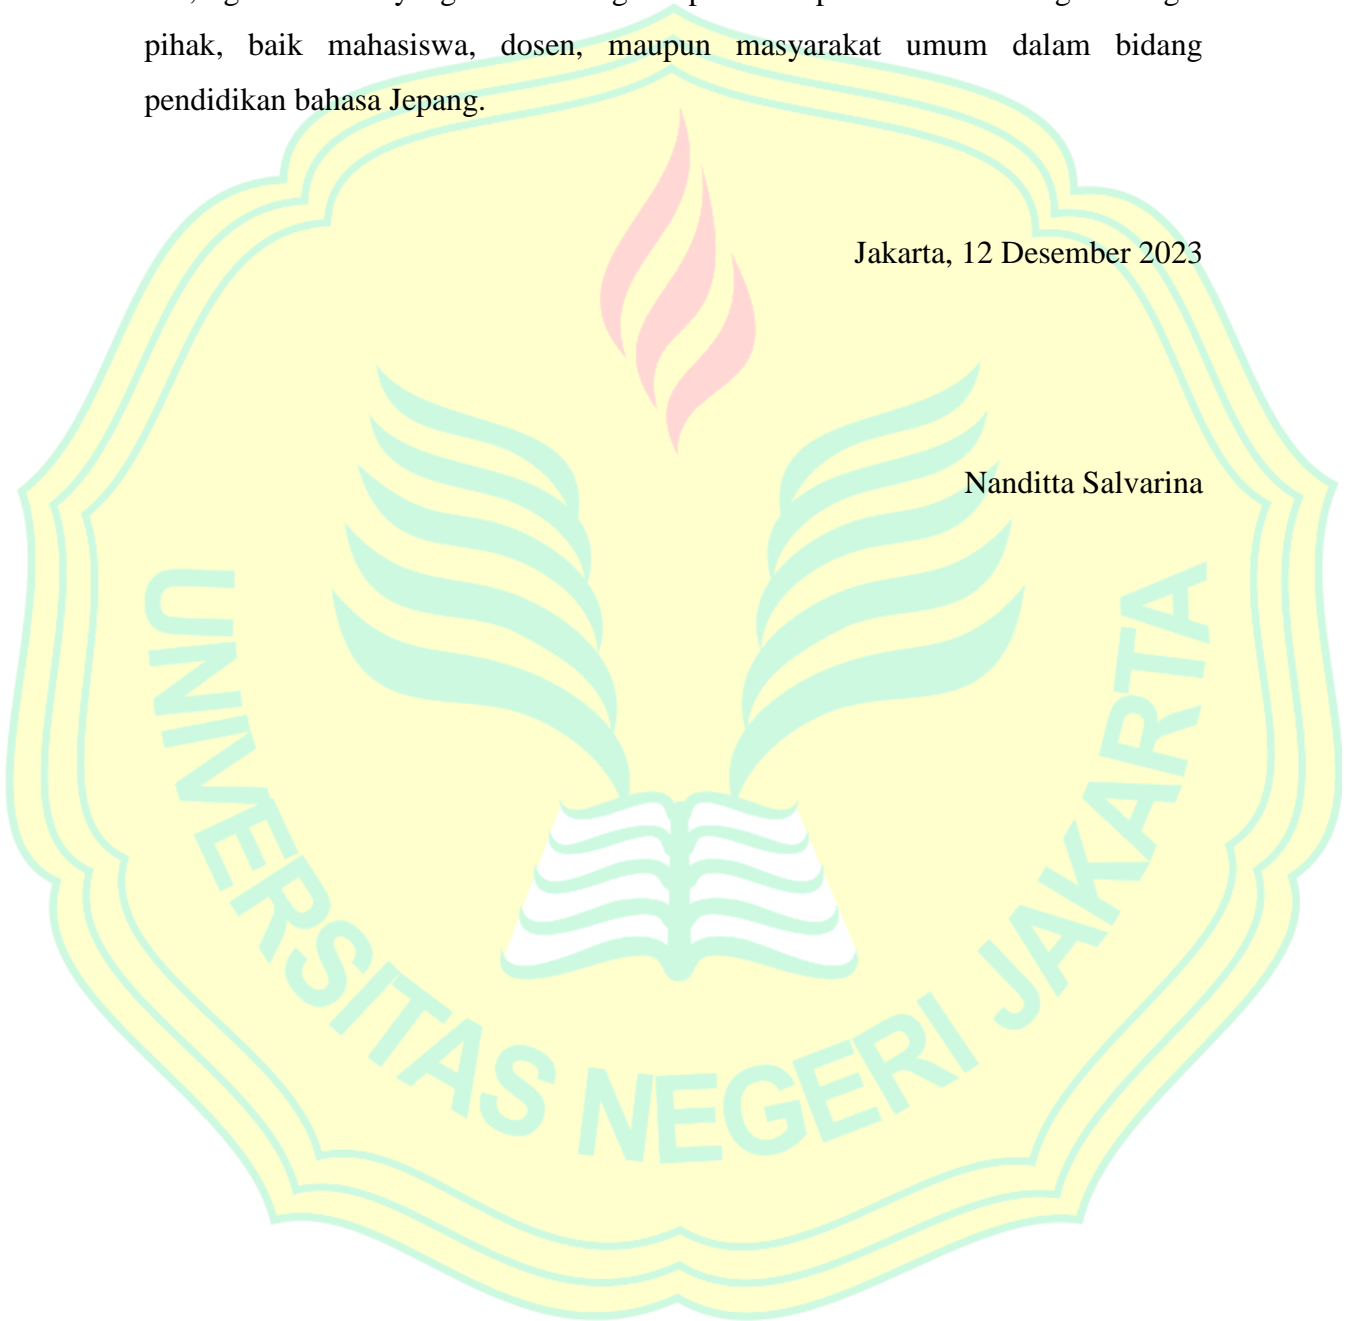 pihak, baik mahasiswa, dosen, maupun masyarakat umum dalam bidang
pendidikan bahasa Jepang.
Jakarta, 12 Desember 2023
Nanditta Salvarina
UNIVERSITAS NEGERI JAKARTA